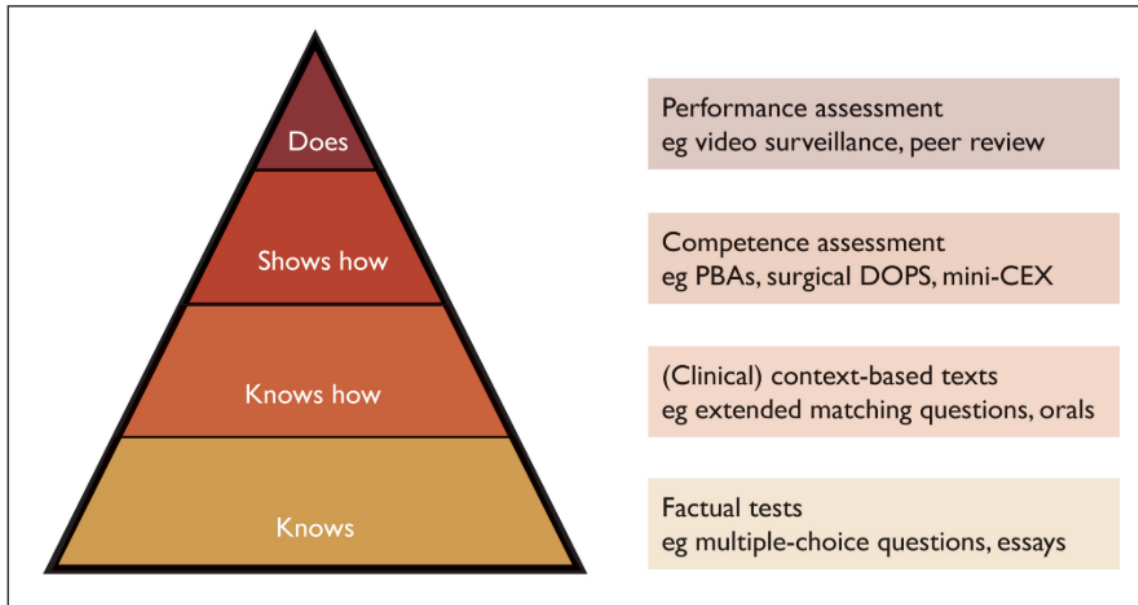 Does
Performance assessment
eg video surveillance, peer review
Shows how
Competence assessment
eg PBAs, surgical DOPS, mini-CEX
Knows how
(Clinical) context-based texts
eg extended matching questions, orals
Knows
Factual tests
eg multiple-choice questions, essays